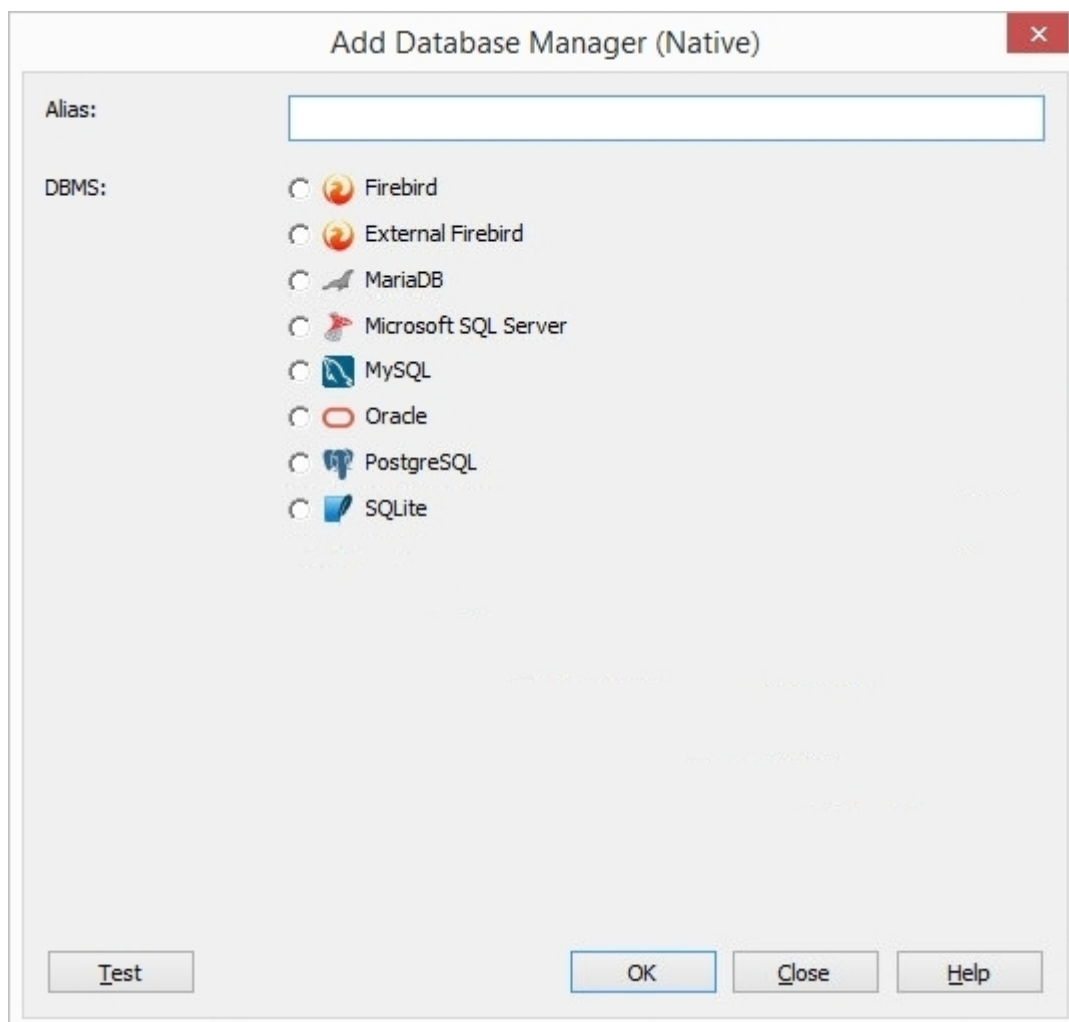 Add Database Manager (Native)
Alias:
DBMS:
Firebird
External Firebird
MariaDB
Microsoft SQL Server
MySQL
Oracle
PostgreSQL
SQLite
Test
OK
Close
Help